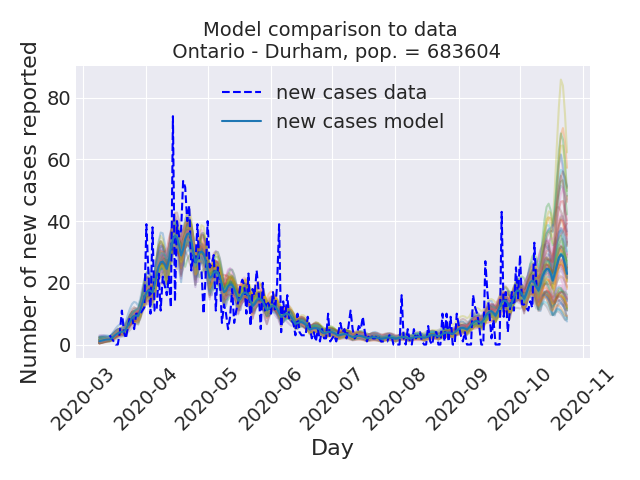 Model comparison to data
Ontario - Durham, pop. = 683604
Number of new cases reported
80
60
40
20
0
new cases data
new cases model
2020-03
2020-04
2020-05
2020-06
2020-07
2020-08
2020-09
2020-10
2020-11
Day